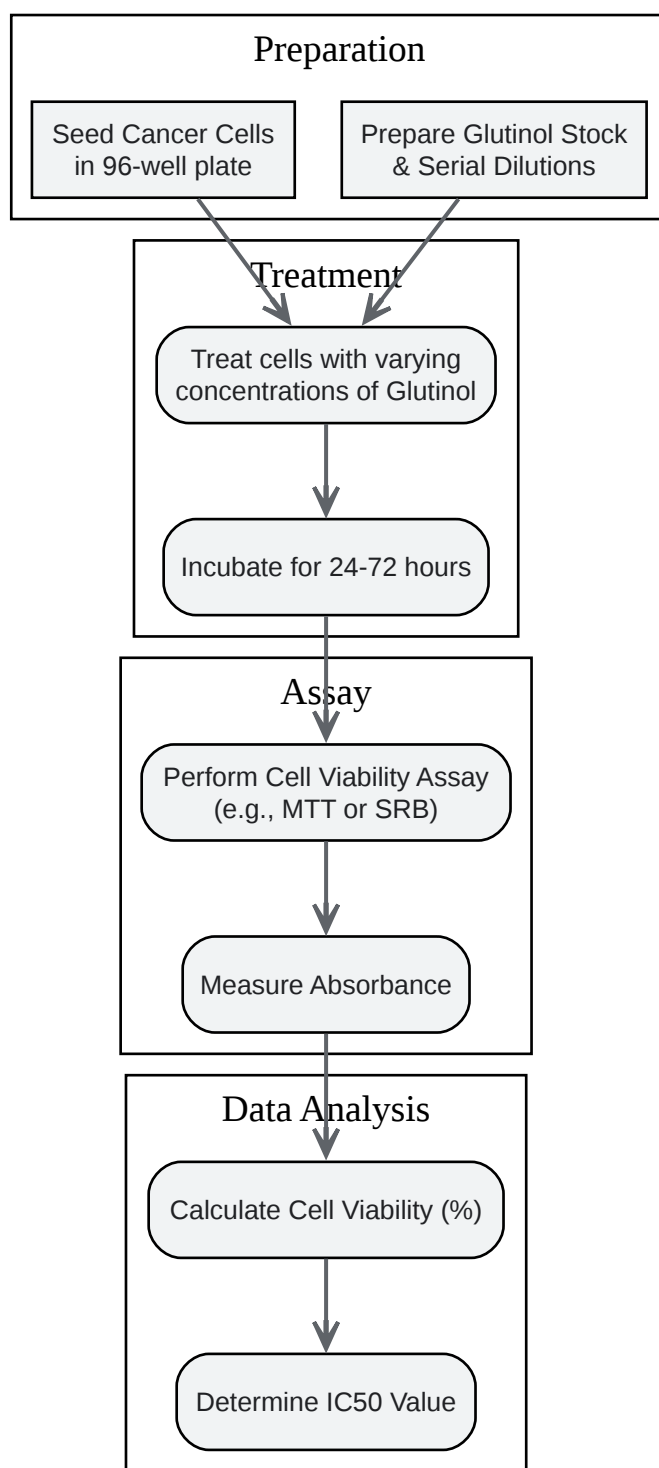 Preparation
Seed Cancer Cells
in 96-well plate
Prepare Glutinol Stock
& Serial Dilutions
Treatment
Treat cells with varying
concentrations of Glutinol
Incubate for 24-72 hours
Assay
Perform Cell Viability Assay
(e.g., MTT or SRB)
Measure Absorbance
Data Analysis
Calculate Cell Viability (%)
Determine IC50 Value